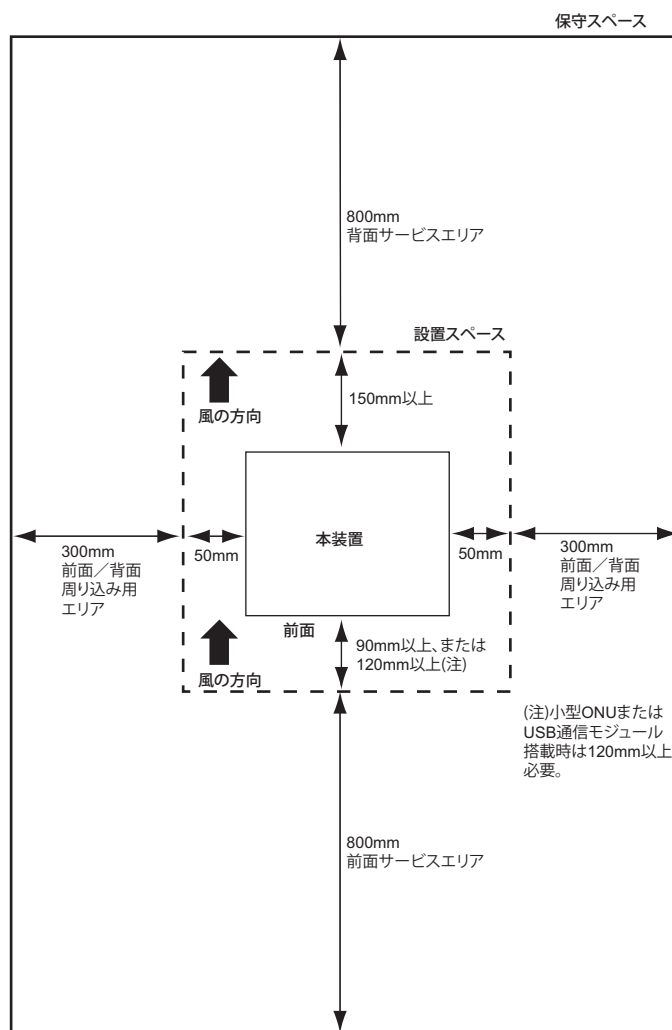 保守スペース
800mm
背面サービスエリア
設置スペース
150mm以上
風の方向
本装置
50mm
50mm
300mm
前面／背面
周り込み用
エリア
300mm
前面／背面
周り込み用
エリア
前面
90mm以上、または
120mm以上(注)
風の方向
(注)小型ONUまたは
USB通信モジュール
搭載時は120mm以上
必要。
800mm
前面サービスエリア